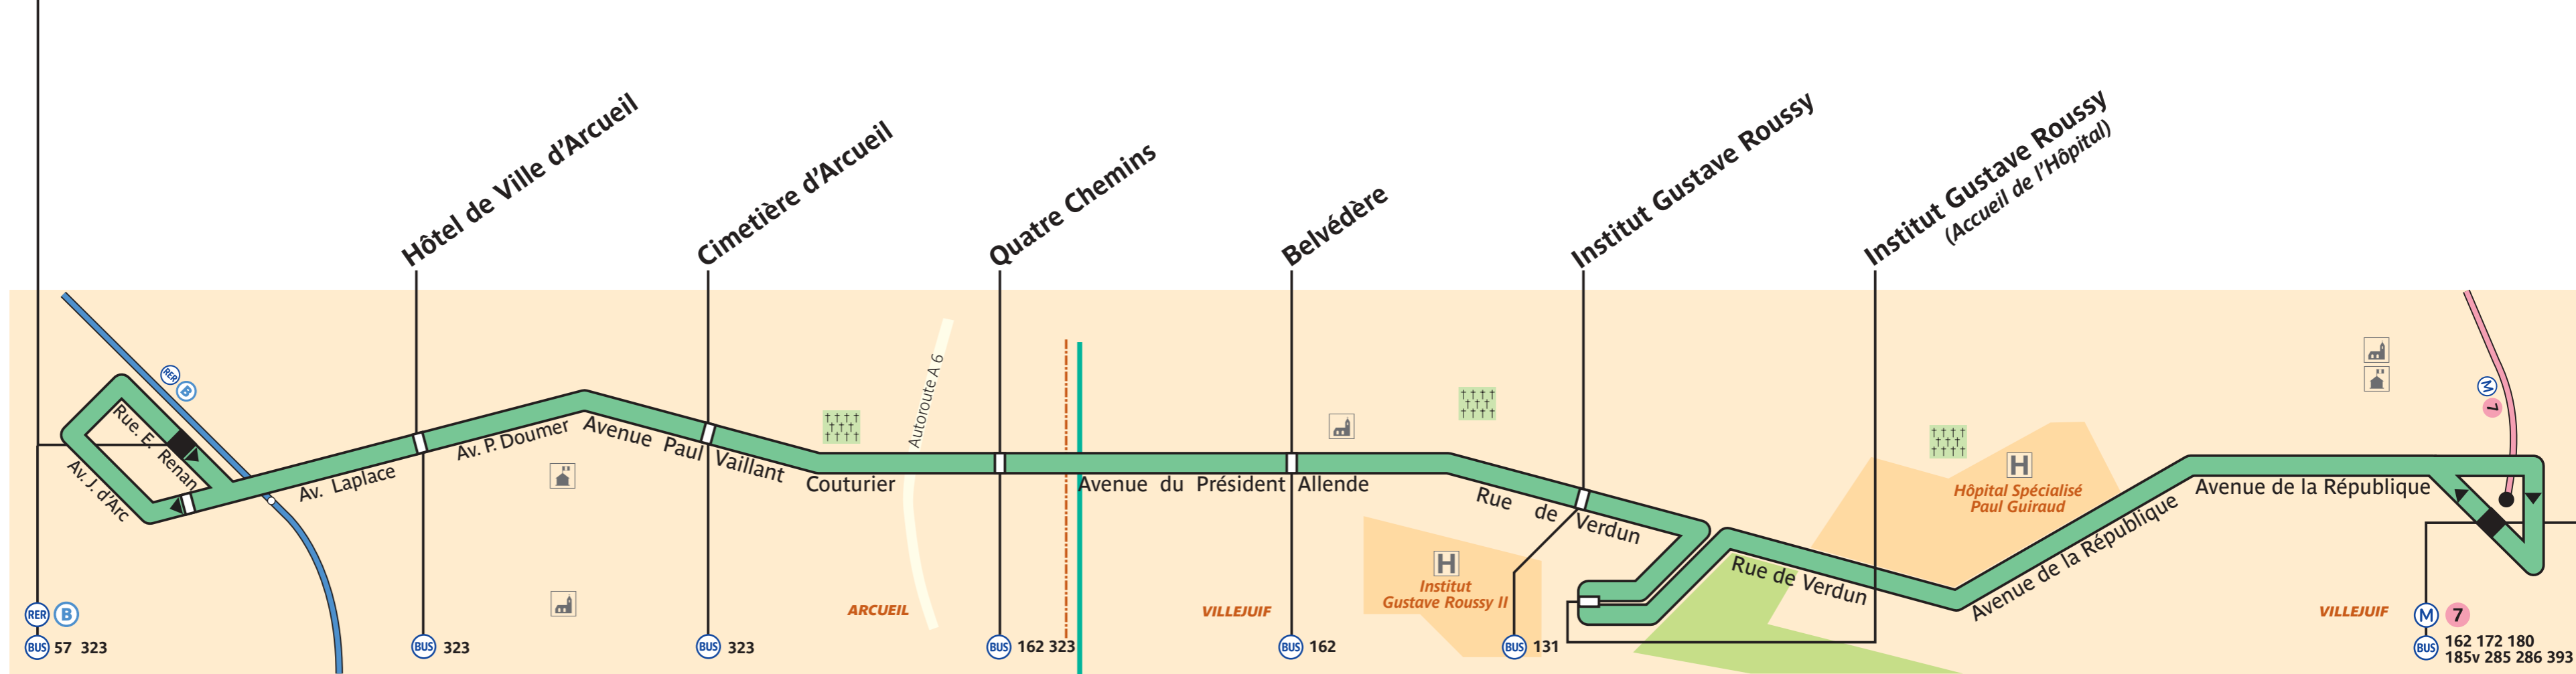 Hôtel de Ville d'Arcueil
Cimetière d'Arcueil
Quatre Chemins
Belvédère
Institut Gustave Roussy
Institut Gustave Roussy
(Accueil de l'Hôpital)
RER B
Rue. E. Renan
Av. J. d'Arc
Av. Laplace
Av. P. Doumer
Avenue Paul Vaillant
Couturier
Autoroute A 6
Avenue du Président Allende
Rue de Verdun
Rue de Verdun
Avenue de la République
Avenue de la République
M 7
H
Institut
Gustave Roussy II
H
Hôpital Spécialisé
Paul Guiraud
ARCUEIL
VILLEJUIF
VILLEJUIF
RER B
BUS 57 323
BUS 323
BUS 323
BUS 162 323
BUS 162
BUS 131
M 7
BUS 162 172 180
185v 285 286 393